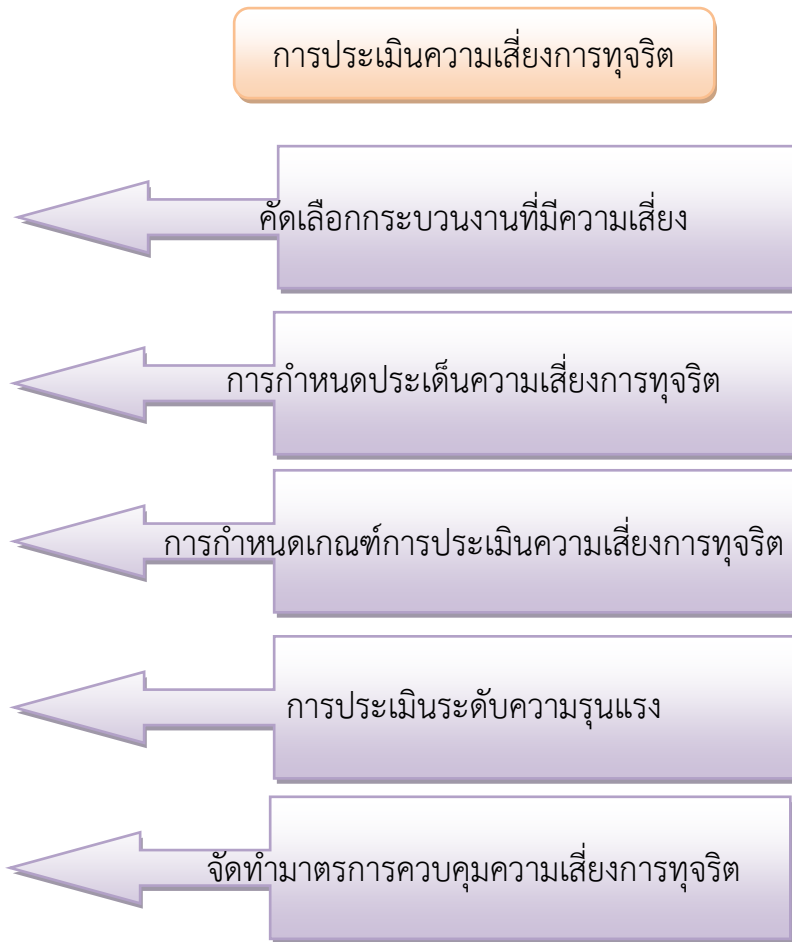 การประเมินความเสี่ยงการทุจริต
คัดเลือกกระบวนงานที่มีความเสี่ยง
การกำหนดประเด็นความเสี่ยงการทุจริต
การกำหนดเกณฑ์การประเมินความเสี่ยงการทุจริต
การประเมินระดับความรุนแรง
จัดทำมาตรการควบคุมความเสี่ยงการทุจริต